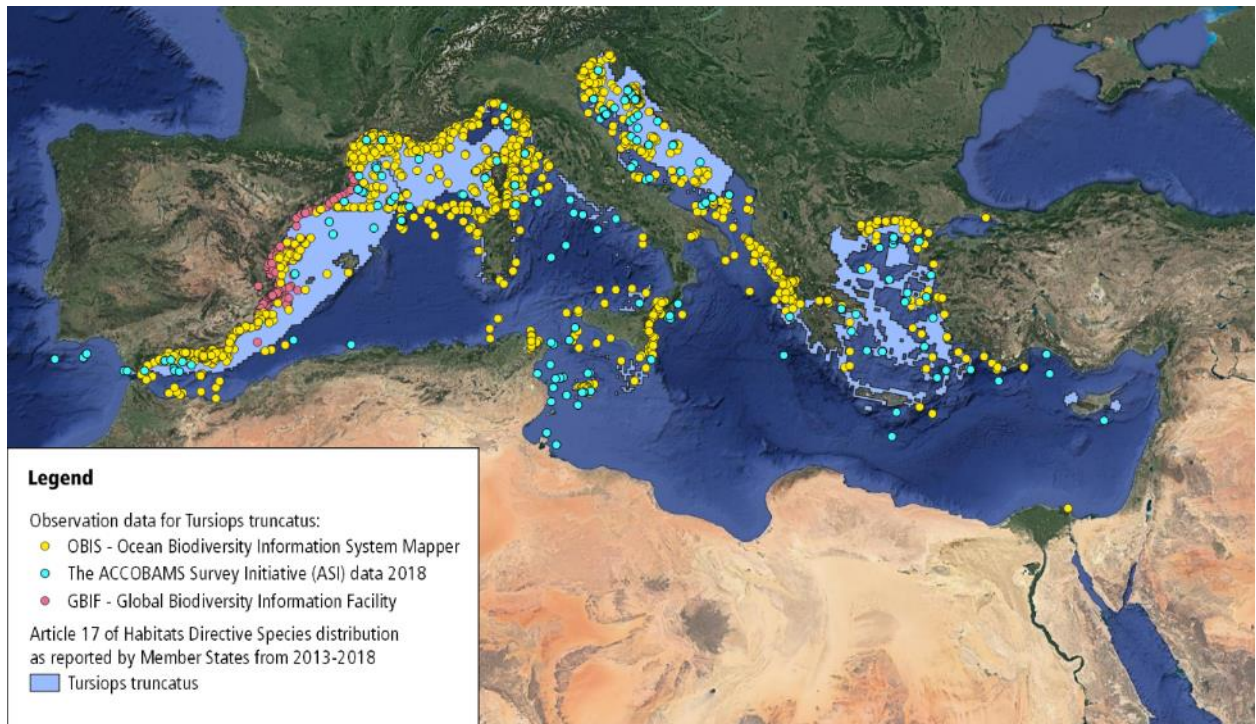 Legend
Observation data for Tursiops truncatus:
OBIS - Ocean Biodiversity Information System Mapper
The ACCOBAMS Survey Initiative (ASI) data 2018
GBIF - Global Biodiversity Information Facility
Article 17 of Habitats Directive Species distribution
as reported by Member States from 2013-2018
Tursiops truncatus